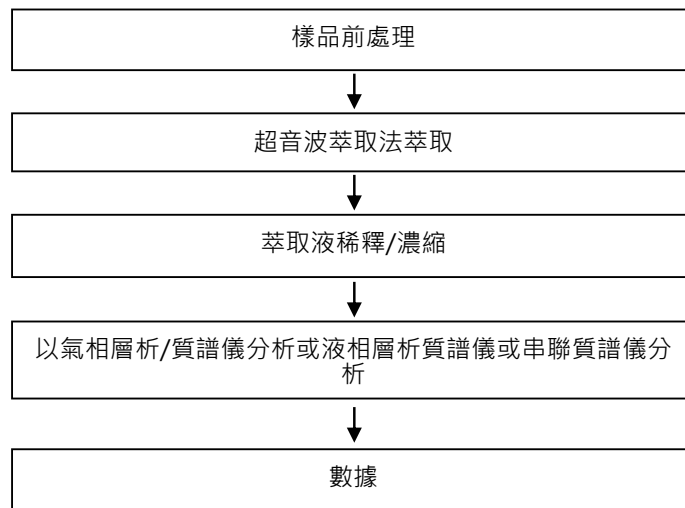 樣品前處理
超音波萃取法萃取
萃取液稀釋/濃縮
以氣相層析/質譜儀分析或液相層析質譜儀或串聯質譜儀分
析
數據